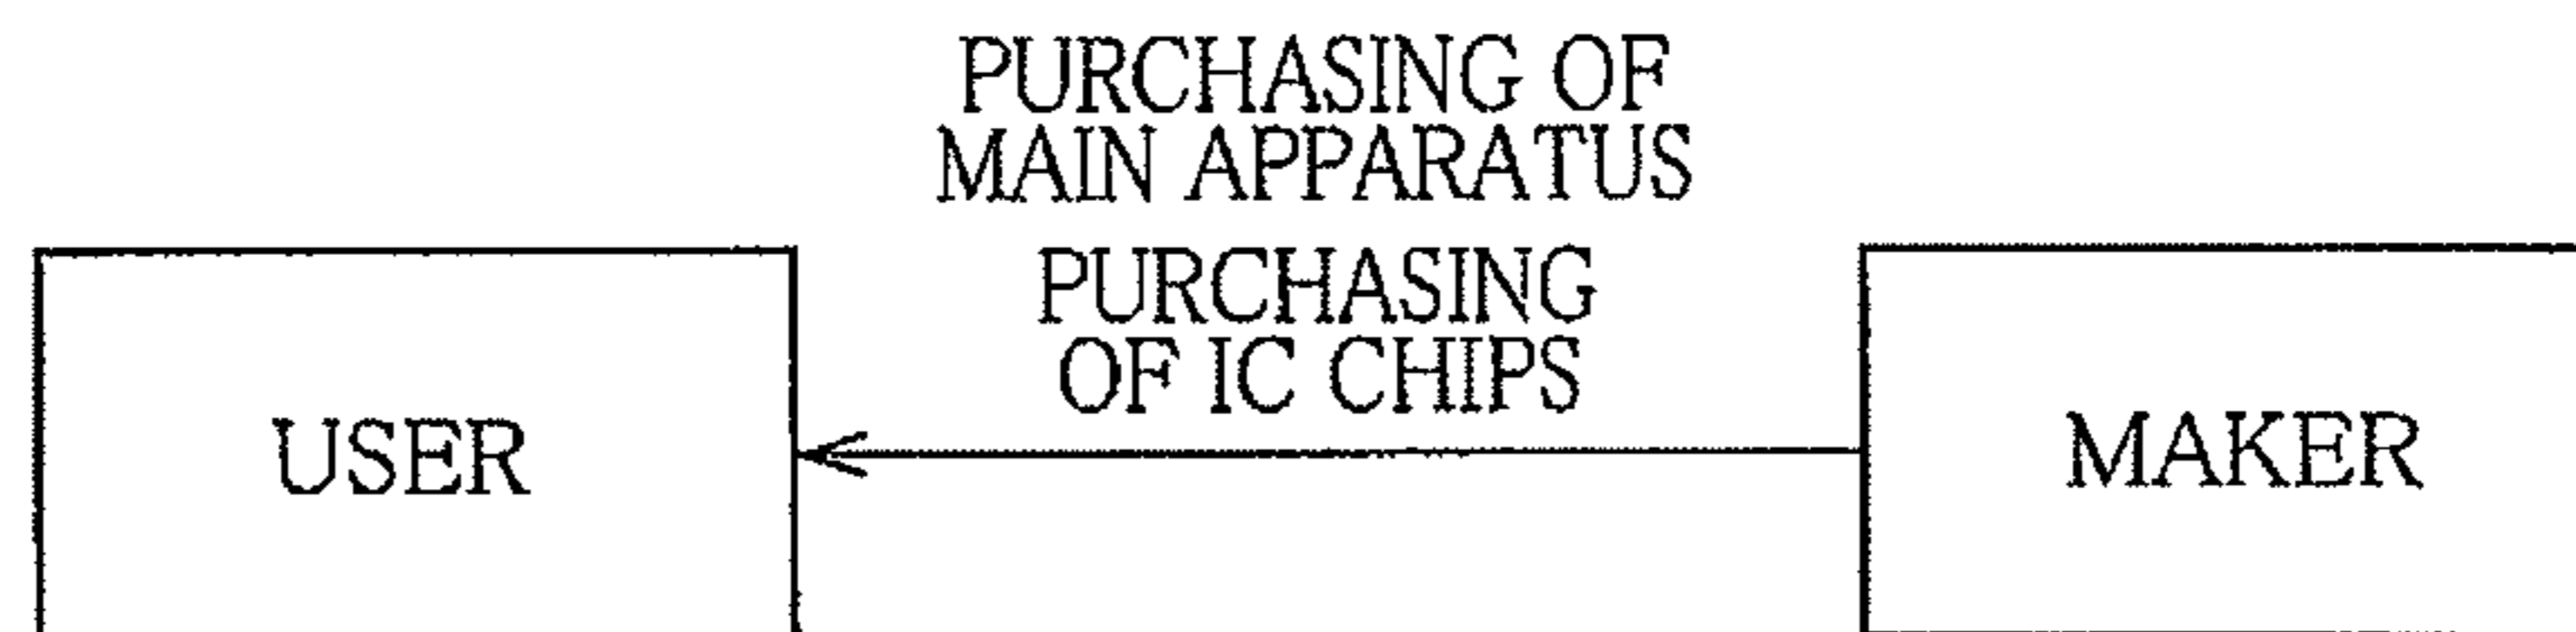 PURCHASING OF
MAIN APPARATUS
PURCHASING
OF IC CHIPS
USER
MAKER